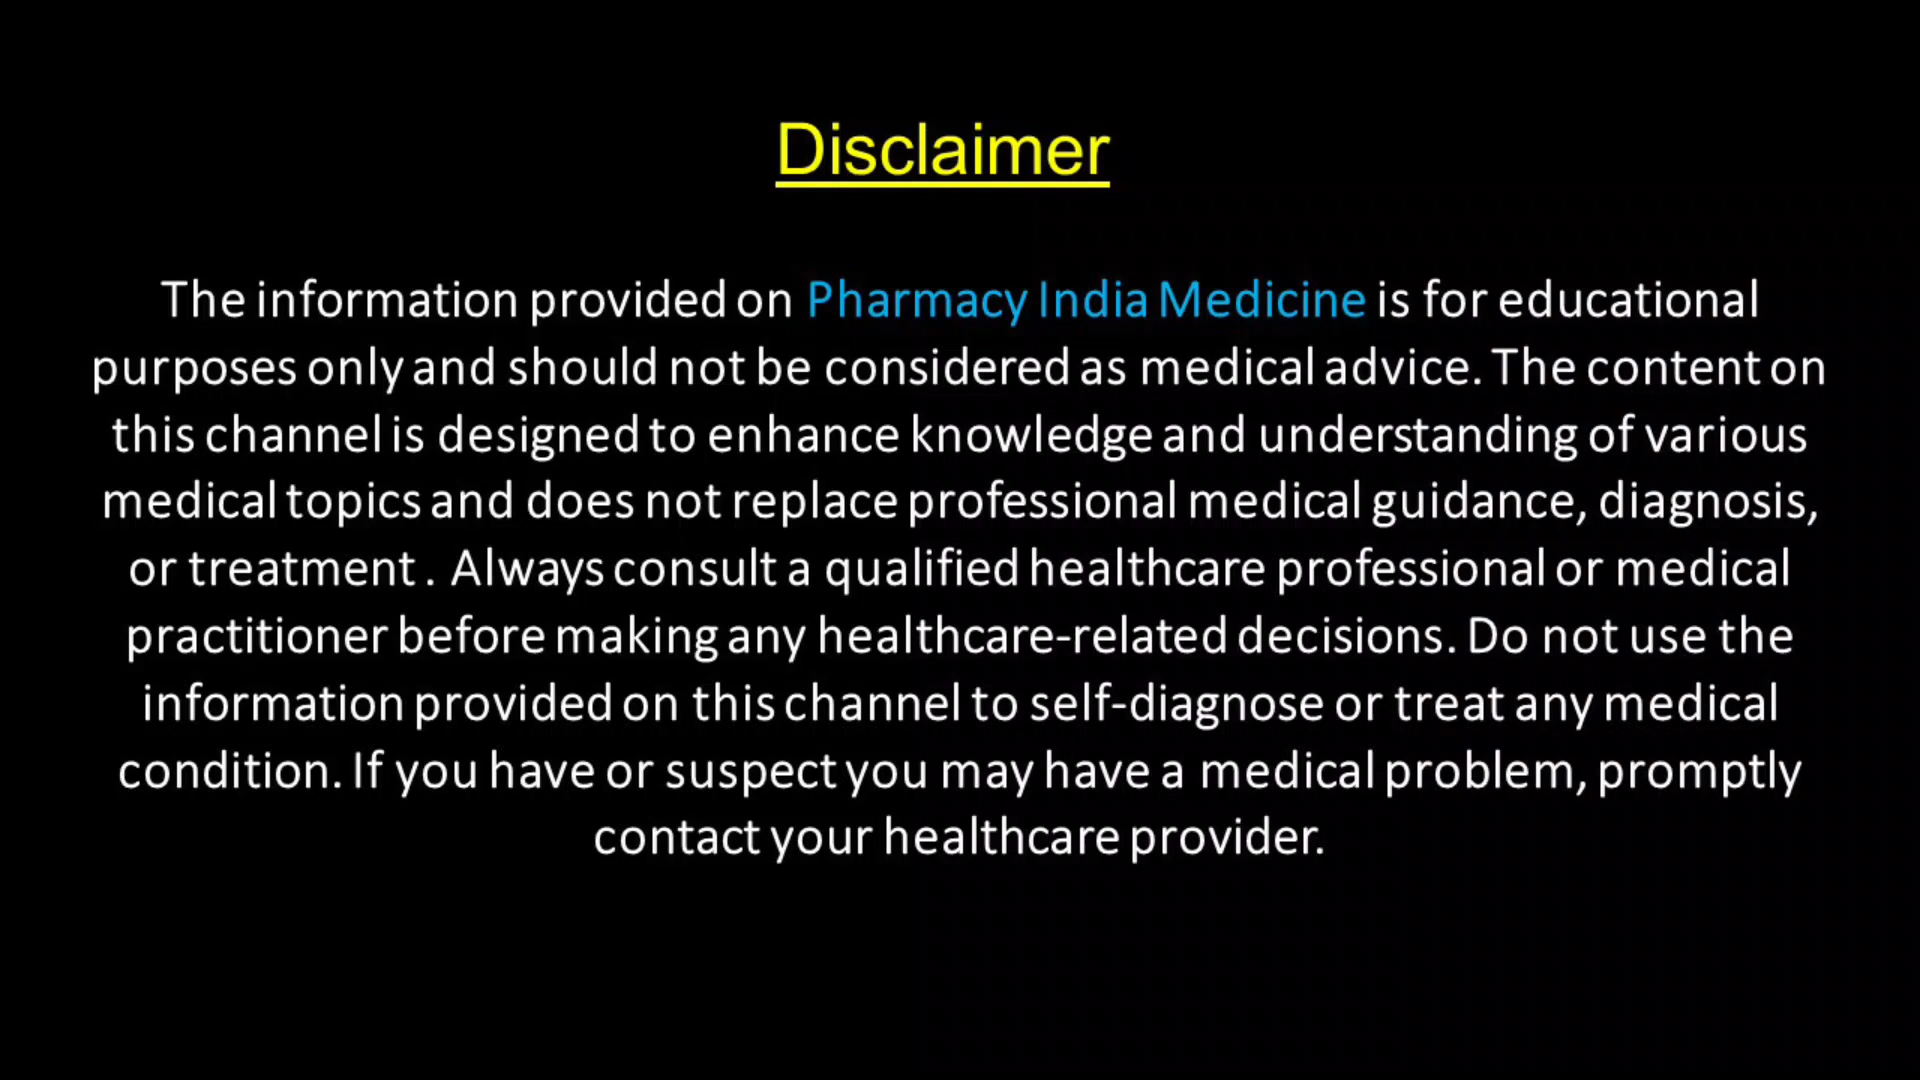 Disclaimer
The information provided on Pharmacy India Medicine is for educational
purposes only and should not be considered as medical advice. The content on
this channel is designed to enhance knowledge and understanding of various
medical topics and does not replace professional medical guidance, diagnosis,
or treatment . Always consult a qualified healthcare professional or medical
practitioner before making any healthcare-related decisions. Do not use the
information provided on this channel to self-diagnose or treat any medical
condition. If you have or suspect you may have a medical problem, promptly
contact your healthcare provider.